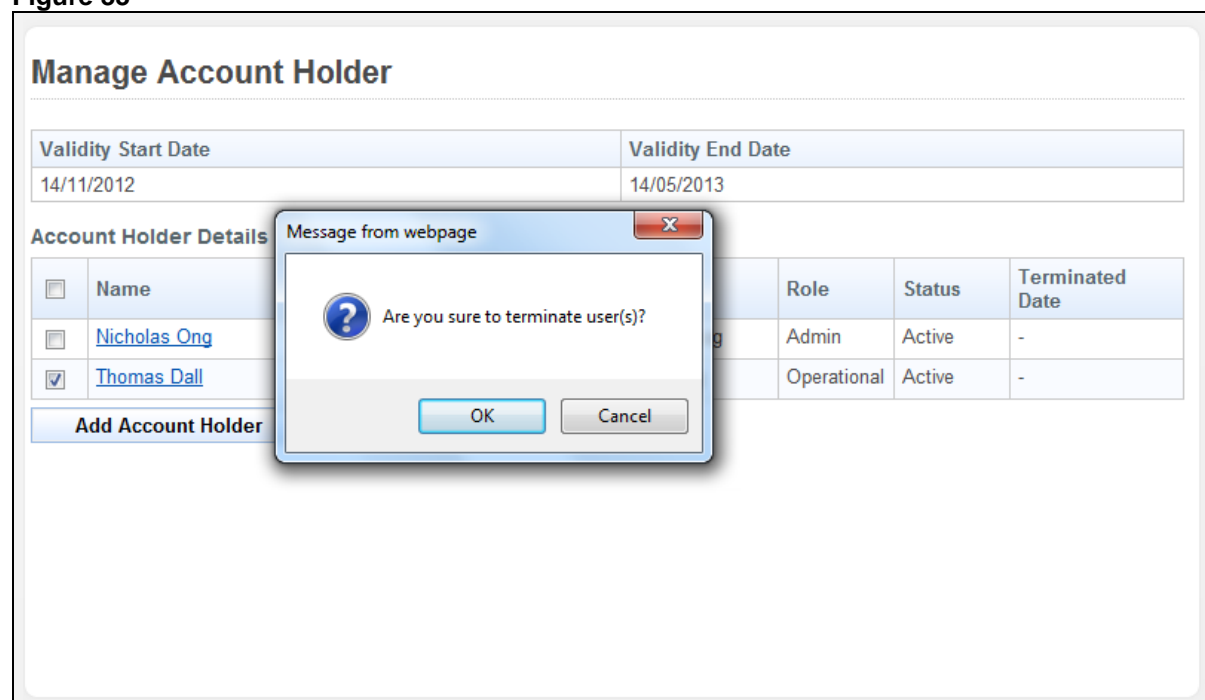 Manage Account Holder
Validity Start Date Validity End Date
14/11/2012 14/05/2013
Account Holder Details
Message from webpage
Name Role Status Terminated Date
Are you sure to terminate user(s)?
Nicholas Ong g Admin Active -
Thomas Dall Operational Active -
Add Account Holder
OK Cancel